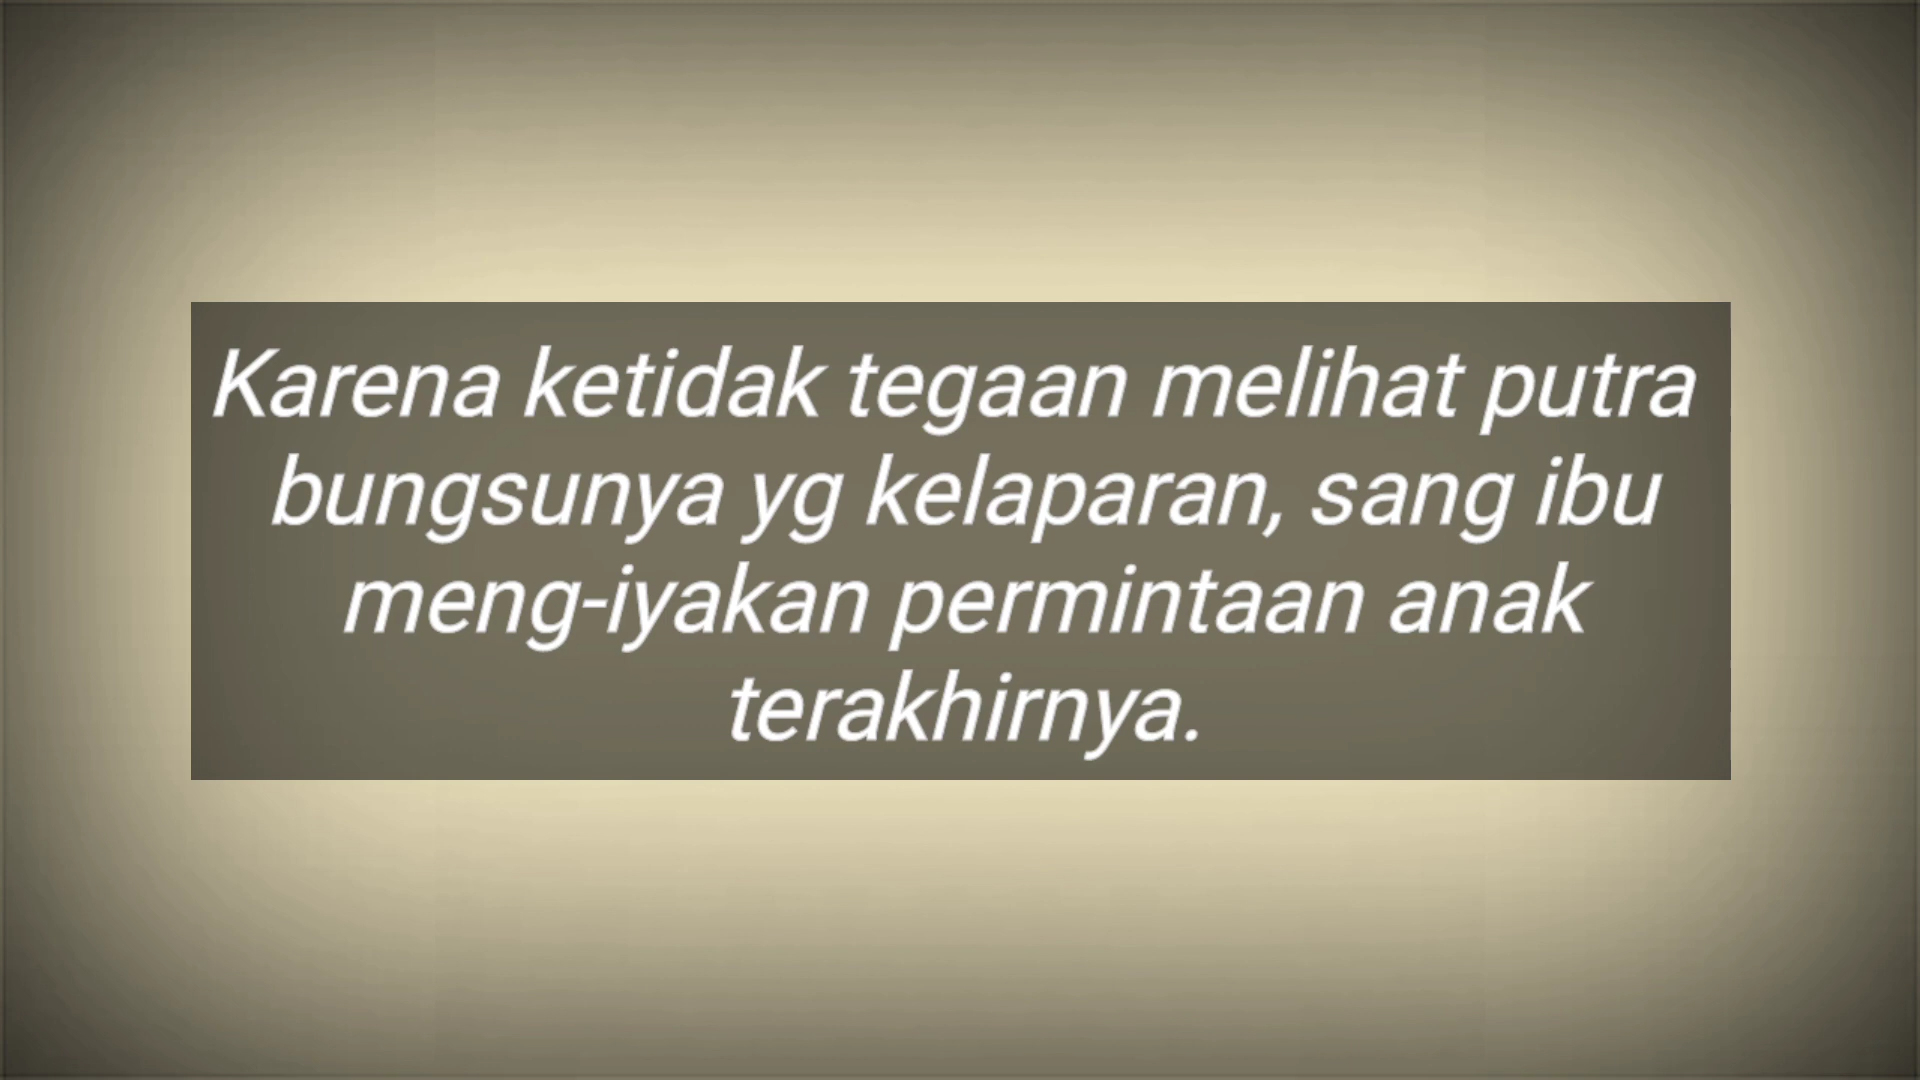 Karena ketidak tegaan melihat putra
bungsunya yg kelaparan, sang ibu
meng-iyakan permintaan anak
terakhirnya.